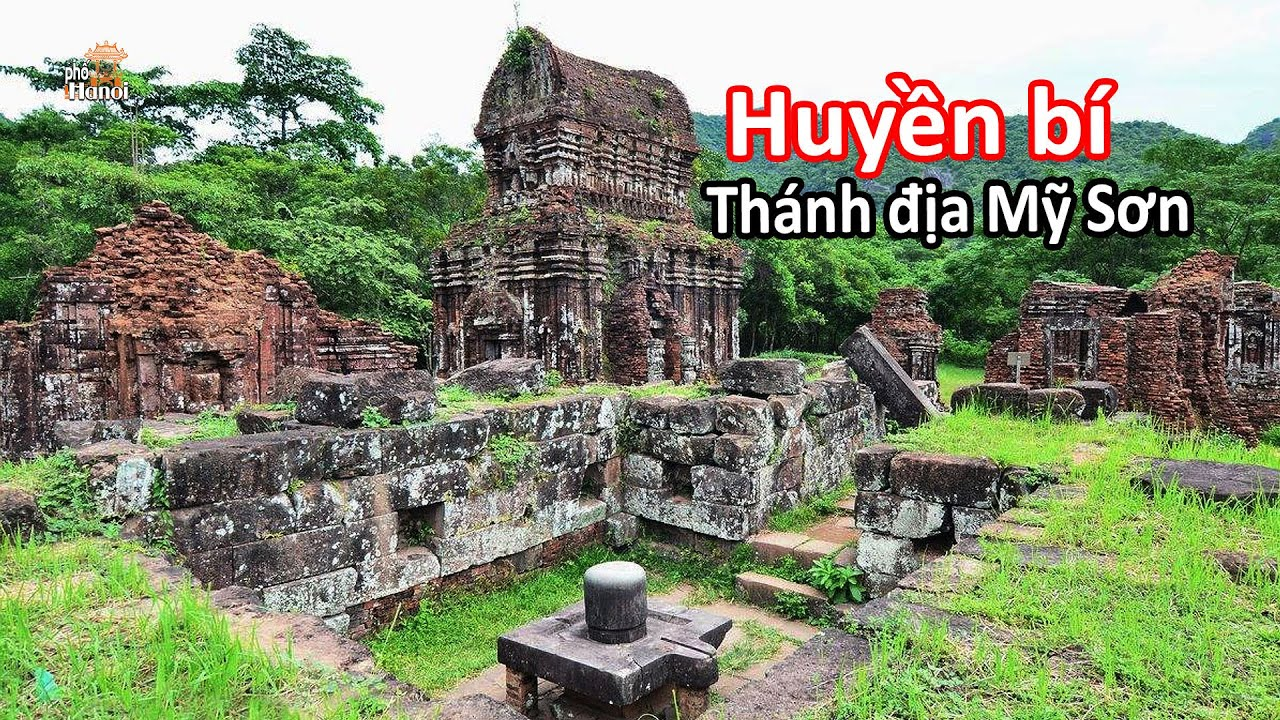 phố
Hanoi
Huyền bí
Thánh địa Mỹ Sơn